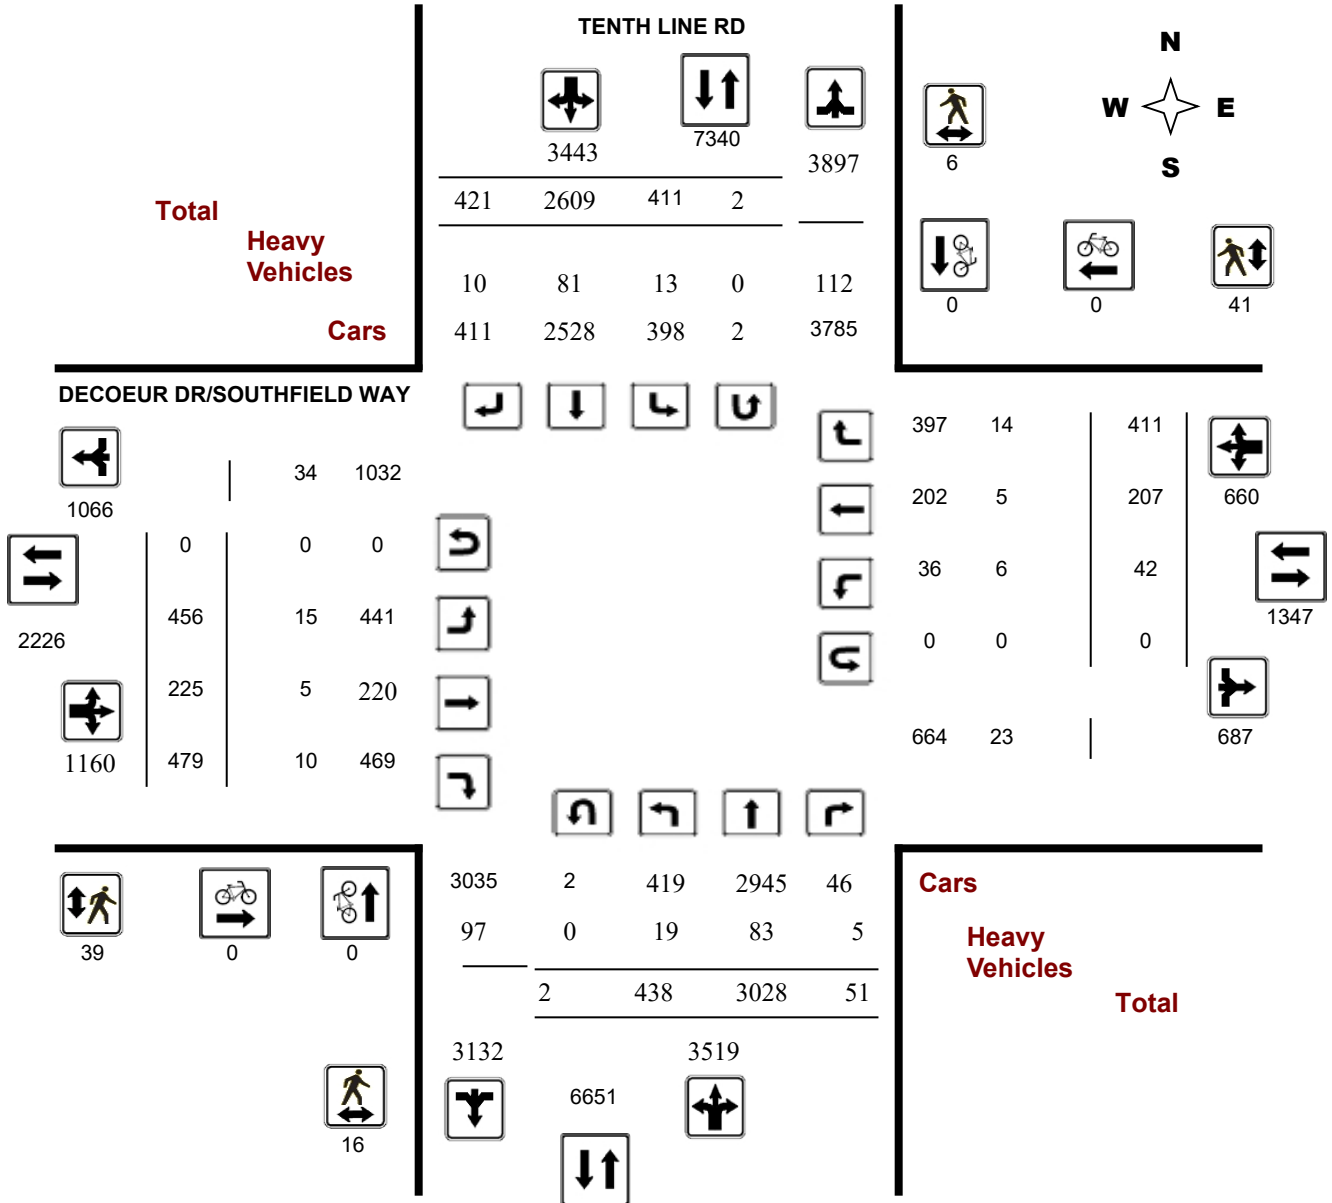 TENTH LINE RD
N
W E
S
3443
7340
3897
6
421 2609 411 2
Total
Heavy
Vehicles
Cars
10 81 13 0 112
411 2528 398 2 3785
0 0 41
DECOEUR DR/SOUTHFIELD WAY
1066
34 1032
0 0 0
2226
456 15 441
225 5 220
1160
479 10 469
397 14 411
202 5 207
660
36 6 42
1347
0 0 0
664 23
687
39 0 0
16
3035 2 419 2945 46
97 0 19 83 5
2 438 3028 51
3132
3519
6651
Cars
Heavy
Vehicles
Total